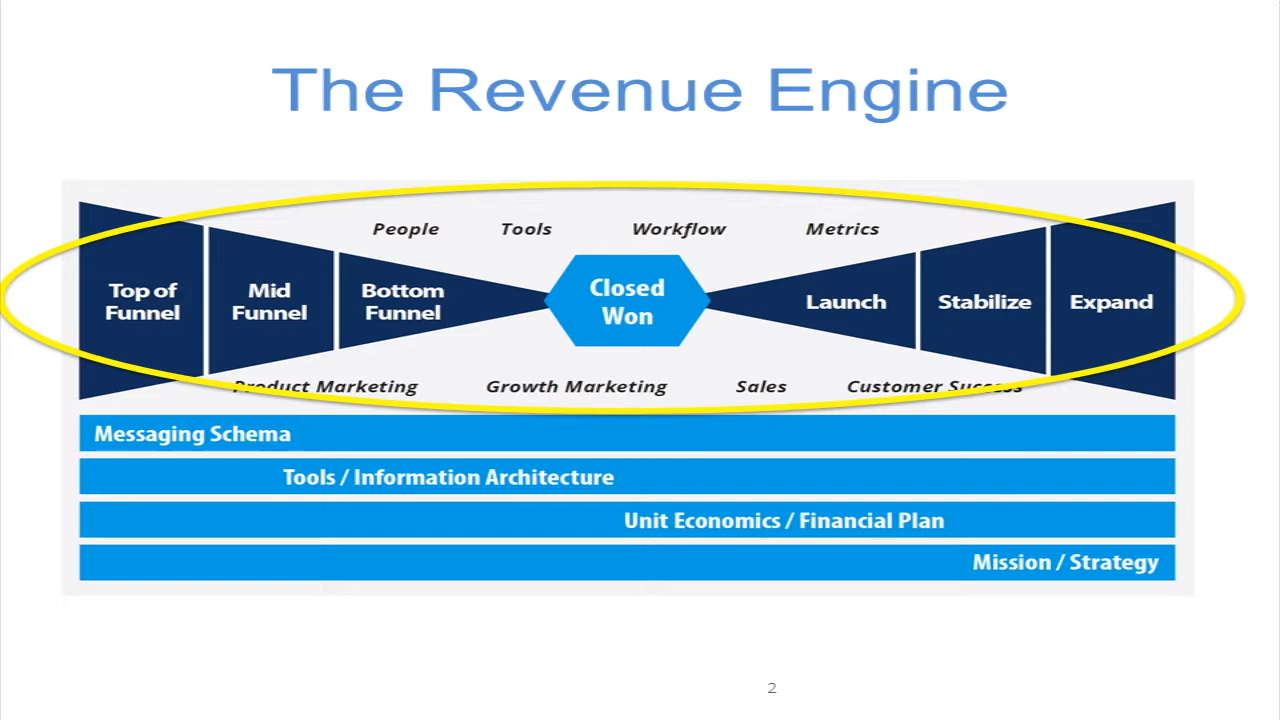 The Revenue Engine
People Tools Workflow Metrics
Top of
Funnel
Mid
Funnel
Bottom
Funnel
Closed
Won
Launch
Stabilize
Expand
Product Marketing Growth Marketing Sales Customer Success
Messaging Schema
Tools / Information Architecture
Unit Economics / Financial Plan
Mission / Strategy
2